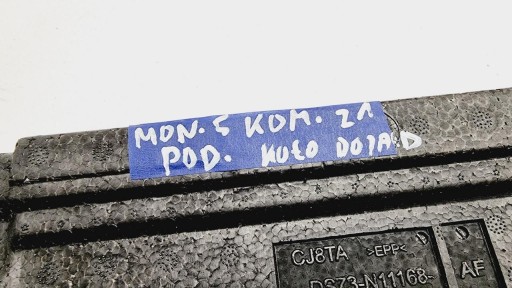 MON. 5 KOM. 21
POD. KOŁO DOJAZD
CJ8TA >EPP<
DS73-N11168-
AF